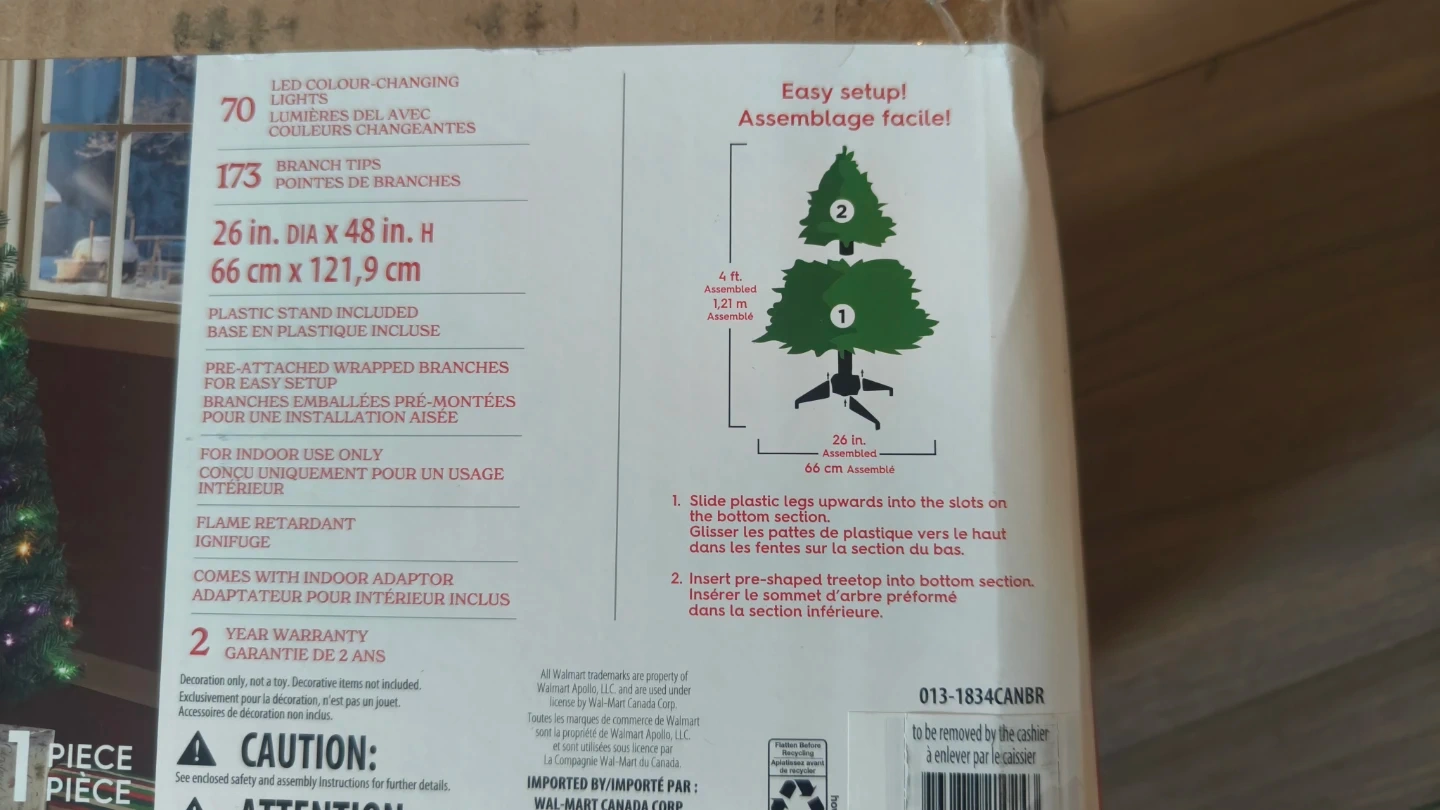 70
LED COLOUR-CHANGING
LIGHTS
LUMIÈRES DEL AVEC
COULEURS CHANGEANTES
173
BRANCH TIPS
POINTES DE BRANCHES
26 in. DIA x 48 in. H
66 cm x 121,9 cm
PLASTIC STAND INCLUDED
BASE EN PLASTIQUE INCLUSE
PRE-ATTACHED WRAPPED BRANCHES
FOR EASY SETUP
BRANCHES EMBALLÉES PRÉ-MONTÉES
POUR UNE INSTALLATION AISÉE
FOR INDOOR USE ONLY
CONÇU UNIQUEMENT POUR UN USAGE
INTÉRIEUR
FLAME RETARDANT
IGNIFUGE
COMES WITH INDOOR ADAPTOR
ADAPTATEUR POUR INTÉRIEUR INCLUS
2
YEAR WARRANTY
GARANTIE DE 2 ANS
Decoration only, not a toy. Decorative items not included.
Exclusivement pour la décoration, n'est pas un jouet.
Accessoires de décoration non inclus.
CAUTION:
See enclosed safety and assembly Instructions for further details.
ATTENTION
1 PIECE
PIÈCE
Easy setup!
Assemblage facile!
2
1
4 ft.
Assembled
1,21 m
Assemblé
26 in.
Assembled
66 cm Assemblé
1. Slide plastic legs upwards into the slots on
the bottom section.
Glisser les pattes de plastique vers le haut
dans les fentes sur la section du bas.
2. Insert pre-shaped treetop into bottom section.
Insérer le sommet d'arbre préformé
dans la section inférieure.
All Walmart trademarks are property of
Walmart Apollo, LLC. and are used under
license by Wal-Mart Canada Corp.
Toutes les marques de commerce de Walmart
sont la propriété de Walmart Apollo, LLC.
et sont utilisées sous licence par
La Compagnie Wal-Mart du Canada.
IMPORTED BY/IMPORTÉ PAR :
WAL-MART CANADA CORP.
Flatten Before
Recycling
Aplatissez avant
de recycler
013-1834CANBR
to be removed by the cashier
à enlever par le caissier